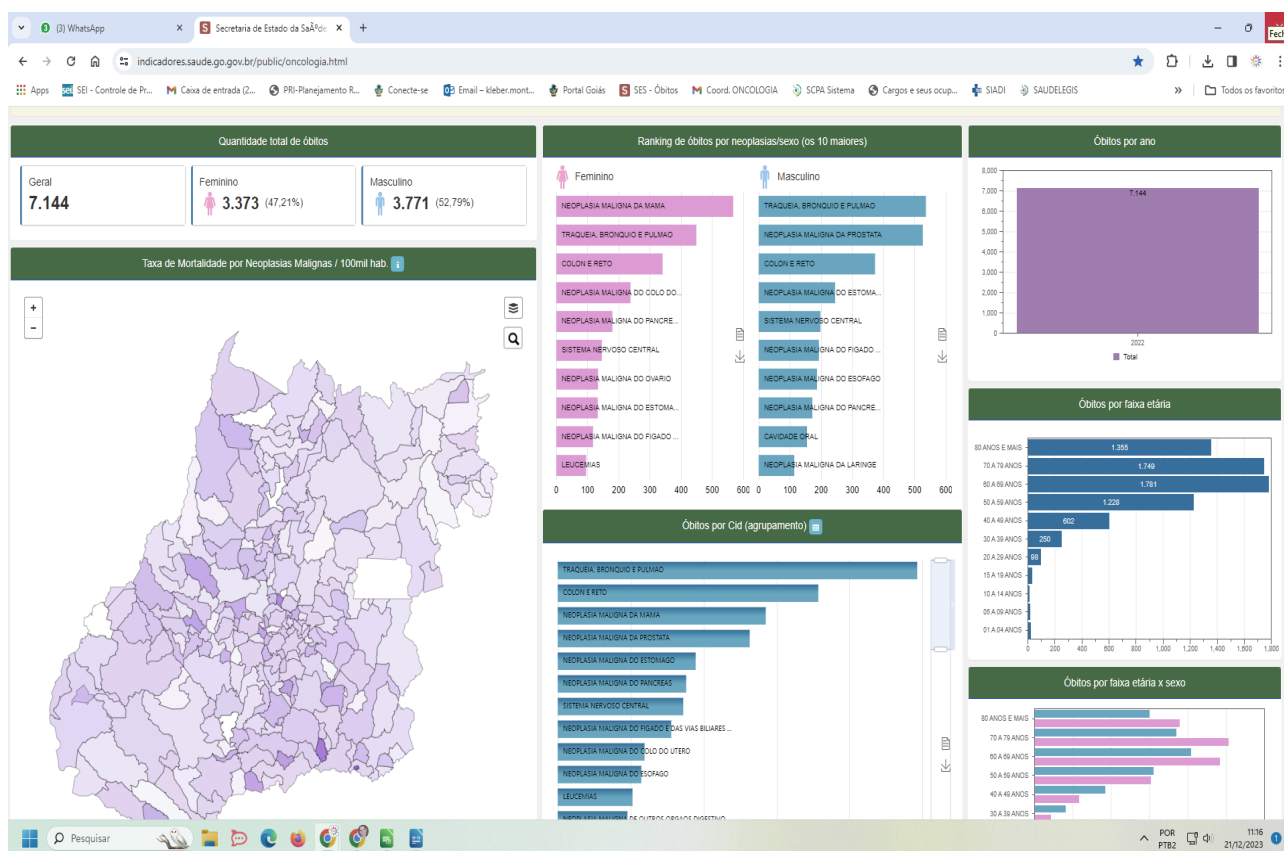 (3) WhatsApp
Secretaria de Estado da SaÃºde
Fech
indicadores.saude.go.gov.br/public/oncologia.html
Apps
SEI - Controle de Pr...
Caixa de entrada (2...
PRI-Planejamento R...
Conecte-se
Email – kleber.mont...
Portal Goiás
SES - Óbitos
Coord. ONCOLOGIA
SCPA Sistema
Cargos e seus ocup...
SIADI
SAUDELEGIS
»
Todos os favoritos
Quantidade total de óbitos
Geral
7.144
Feminino
3.373 (47,21%)
Masculino
3.771 (52,79%)
Taxa de Mortalidade por Neoplasias Malignas / 100mil hab. i
+
−
Ranking de óbitos por neoplasias/sexo (os 10 maiores)
Feminino
NEOPLASIA MALIGNA DA MAMA
TRAQUEIA, BRONQUIO E PULMAO
COLON E RETO
NEOPLASIA MALIGNA DO COLO DO...
NEOPLASIA MALIGNA DO PANCRE...
SISTEMA NERVOSO CENTRAL
NEOPLASIA MALIGNA DO OVARIO
NEOPLASIA MALIGNA DO ESTOMA...
NEOPLASIA MALIGNA DO FIGADO ...
LEUCEMIAS
0 100 200 300 400 500 600
Masculino
TRAQUEIA, BRONQUIO E PULMAO
NEOPLASIA MALIGNA DA PROSTATA
COLON E RETO
NEOPLASIA MALIGNA DO ESTOMA...
SISTEMA NERVOSO CENTRAL
NEOPLASIA MALIGNA DO FIGADO ...
NEOPLASIA MALIGNA DO ESOFAGO
NEOPLASIA MALIGNA DO PANCRE...
CAVIDADE ORAL
NEOPLASIA MALIGNA DA LARINGE
0 100 200 300 400 500 600
Óbitos por Cid (agrupamento)
TRAQUEIA, BRONQUIO E PULMAO
COLON E RETO
NEOPLASIA MALIGNA DA MAMA
NEOPLASIA MALIGNA DA PROSTATA
NEOPLASIA MALIGNA DO ESTOMAGO
NEOPLASIA MALIGNA DO PANCREAS
SISTEMA NERVOSO CENTRAL
NEOPLASIA MALIGNA DO FIGADO E DAS VIAS BILIARES ...
NEOPLASIA MALIGNA DO COLO DO UTERO
NEOPLASIA MALIGNA DO ESOFAGO
LEUCEMIAS
NEOPLASIA MALIGNA DE OUTROS ORGAOS DIGESTIVO
Óbitos por ano
8,000
7,000
6,000
5,000
4,000
3,000
2,000
1,000
0
7.144
2022
Total
Óbitos por faixa etária
80 ANOS E MAIS 1.355
70 A 79 ANOS 1.749
60 A 69 ANOS 1.781
50 A 59 ANOS 1.228
40 A 49 ANOS 602
30 A 39 ANOS 250
20 A 29 ANOS 98
15 A 19 ANOS
10 A 14 ANOS
05 A 09 ANOS
01 A 04 ANOS
0 200 400 600 800 1,000 1,200 1,400 1,600 1,800
Óbitos por faixa etária x sexo
80 ANOS E MAIS
70 A 79 ANOS
60 A 69 ANOS
50 A 59 ANOS
40 A 49 ANOS
30 A 39 ANOS
Pesquisar
POR
PTB2
11:16
21/12/2023
1